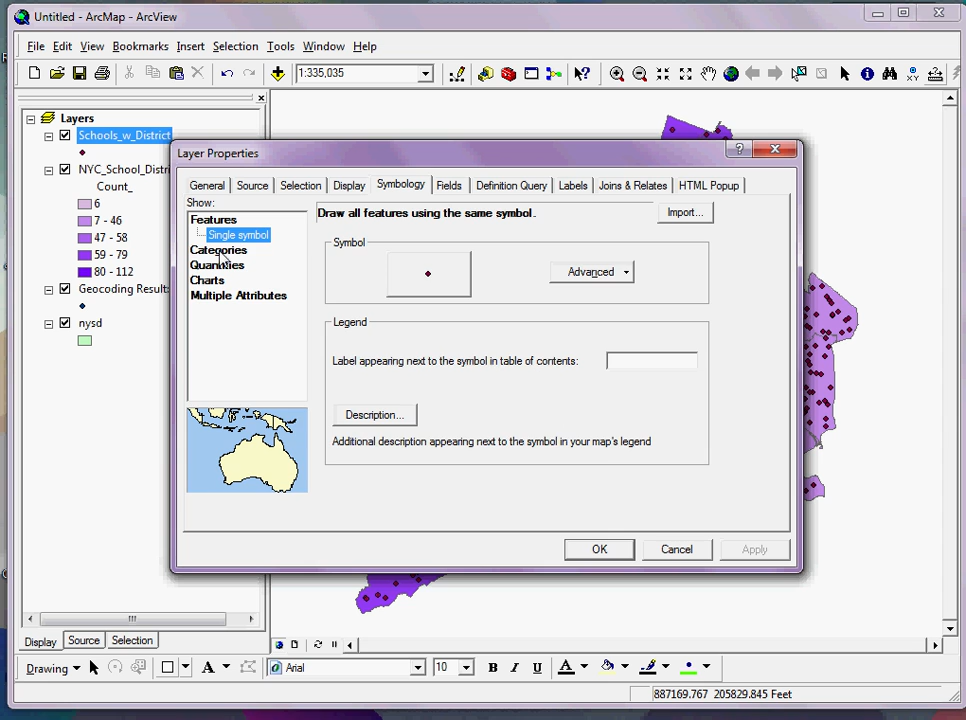 Untitled - ArcMap - ArcView
File Edit View Bookmarks Insert Selection Tools Window Help
1:335,035
Layers
Schools_w_District
NYC_School_Distri
Count_
6
7 - 46
47 - 58
59 - 79
80 - 112
Geocoding Result:
nysd
Layer Properties
General Source Selection Display Symbology Fields Definition Query Labels Joins & Relates HTML Popup
Show:
Features
Single symbol
Categories
Quantities
Charts
Multiple Attributes
Draw all features using the same symbol.
Import...
Symbol
Advanced
Legend
Label appearing next to the symbol in table of contents:
Description...
Additional description appearing next to the symbol in your map's legend
OK Cancel Apply
Display Source Selection
Drawing
A
Arial
10
B I U A
887169.767 205829.845 Feet